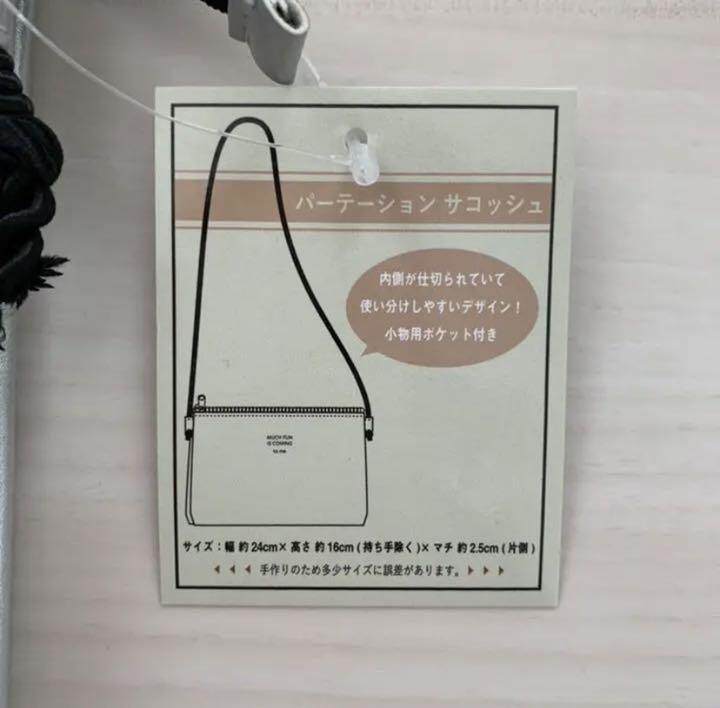 パーテーション サコッシュ
内側が仕切られていて
使い分けしやすいデザイン！
小物用ポケット付き
MUCH FUN
IS COMING
to me
サイズ：幅 約24cm×高さ 約16cm(持ち手除く)×マチ 約2.5cm(片側)
手作りのため多少サイズに誤差があります。